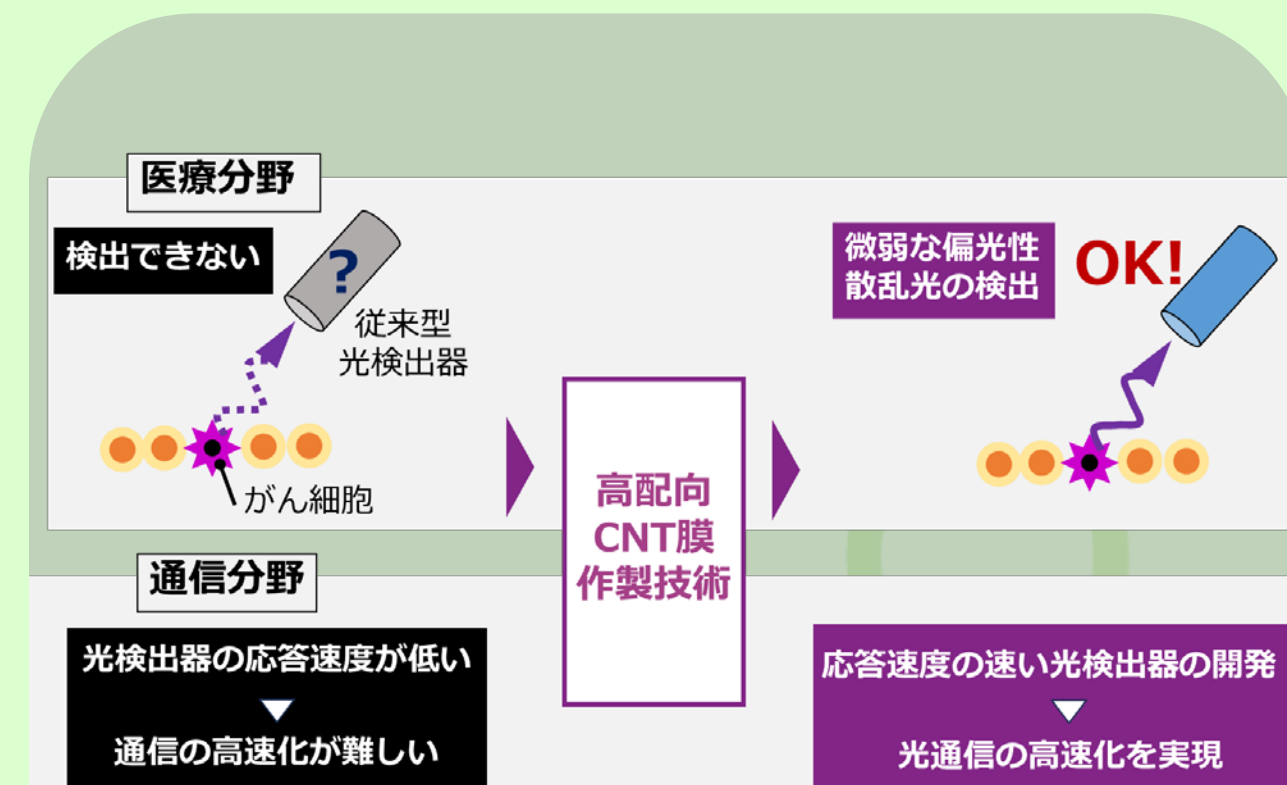 医療分野
検出できない
?
従来型
光検出器
がん細胞
高配向
CNT膜
作製技術
微弱な偏光性
散乱光の検出
OK!
通信分野
光検出器の応答速度が低い
通信の高速化が難しい
応答速度の速い光検出器の開発
光通信の高速化を実現